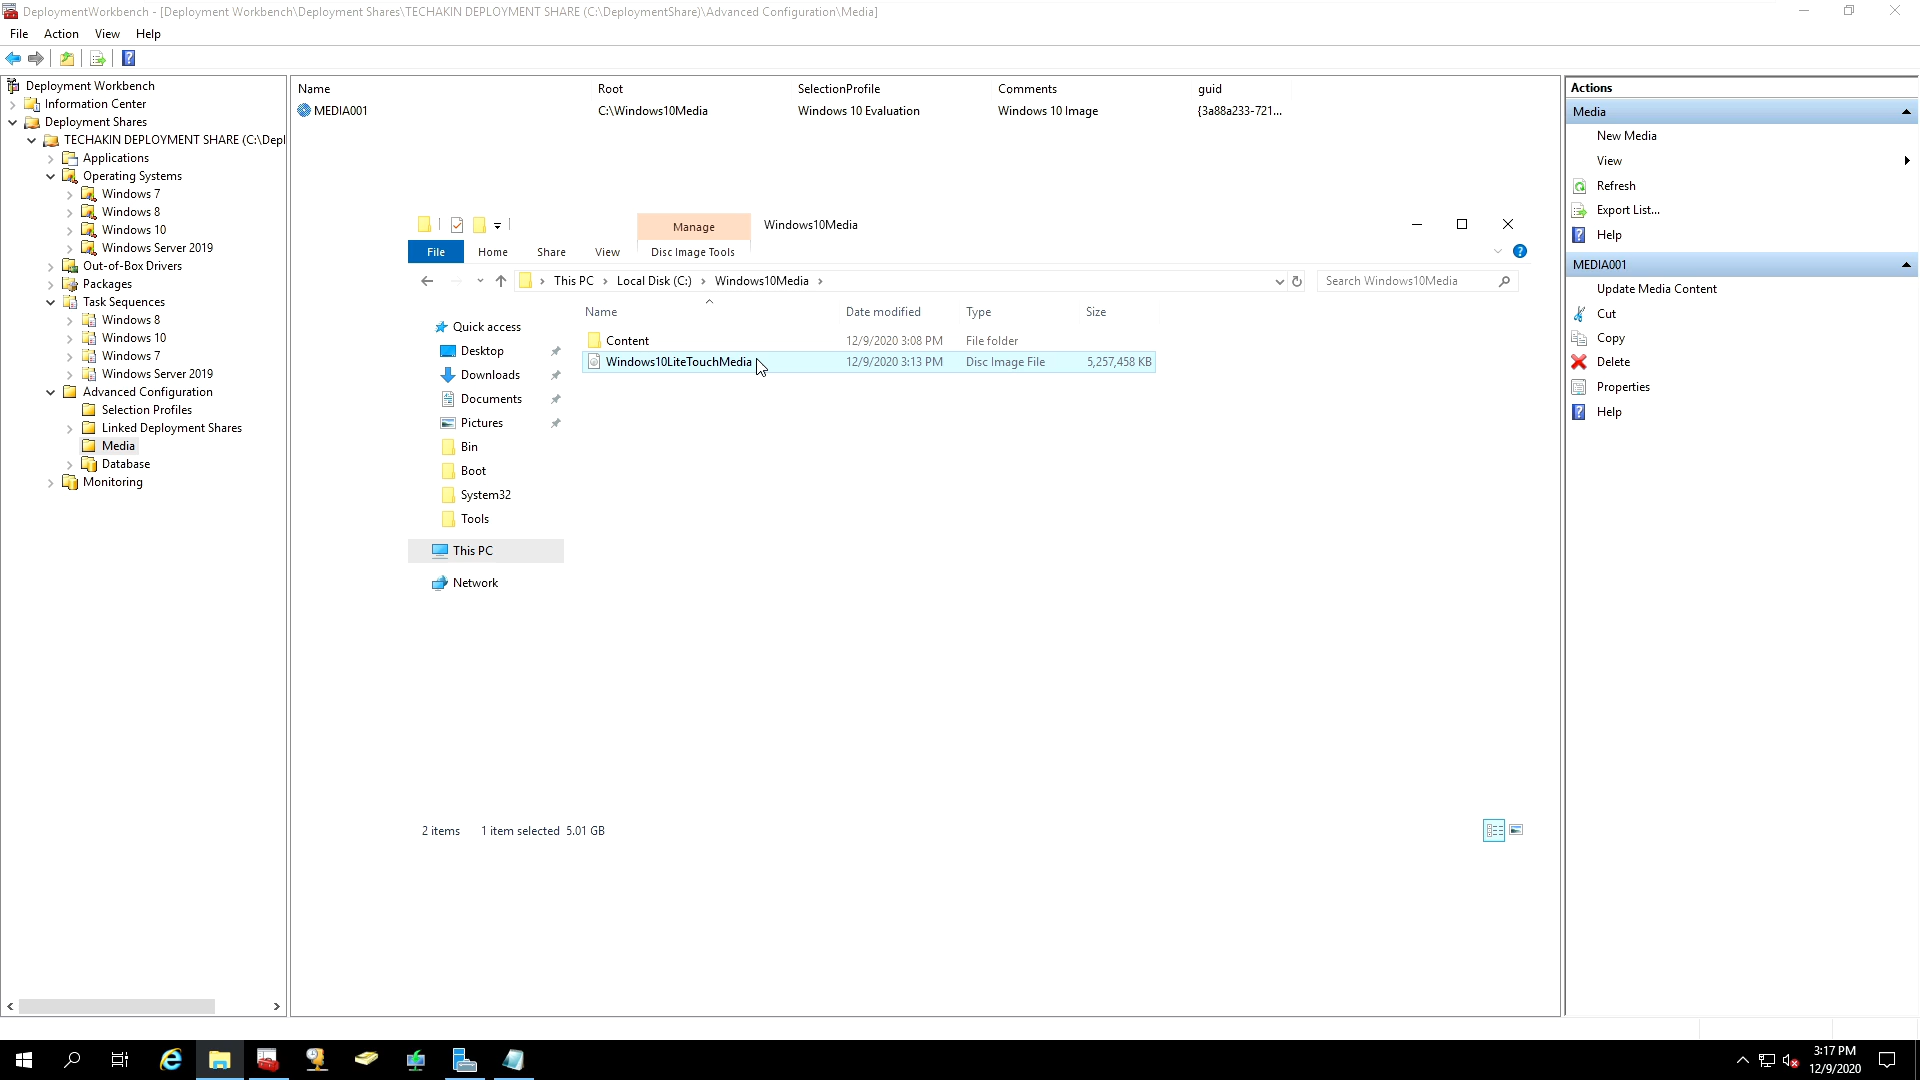 DeploymentWorkbench - [Deployment Workbench\Deployment Shares\TECHAKIN DEPLOYMENT SHARE (C:\DeploymentShare)\Advanced Configuration\Media]
File Action View Help
Deployment Workbench
Information Center
Deployment Shares
TECHAKIN DEPLOYMENT SHARE (C:\Depl
Applications
Operating Systems
Windows 7
Windows 8
Windows 10
Windows Server 2019
Out-of-Box Drivers
Packages
Task Sequences
Windows 8
Windows 10
Windows 7
Windows Server 2019
Advanced Configuration
Selection Profiles
Linked Deployment Shares
Media
Database
Monitoring
Name Root SelectionProfile Comments guid
MEDIA001 C:\Windows10Media Windows 10 Evaluation Windows 10 Image {3a88a233-721...
Manage Windows10Media
File Home Share View Disc Image Tools
This PC Local Disk (C:) Windows10Media Search Windows10Media
Name Date modified Type Size
Content 12/9/2020 3:08 PM File folder
Windows10LiteTouchMedia 12/9/2020 3:13 PM Disc Image File 5,257,458 KB
Quick access
Desktop
Downloads
Documents
Pictures
Bin
Boot
System32
Tools
This PC
Network
2 items 1 item selected 5.01 GB
Actions
Media
New Media
View
Refresh
Export List...
Help
MEDIA001
Update Media Content
Cut
Copy
Delete
Properties
Help
3:17 PM
12/9/2020